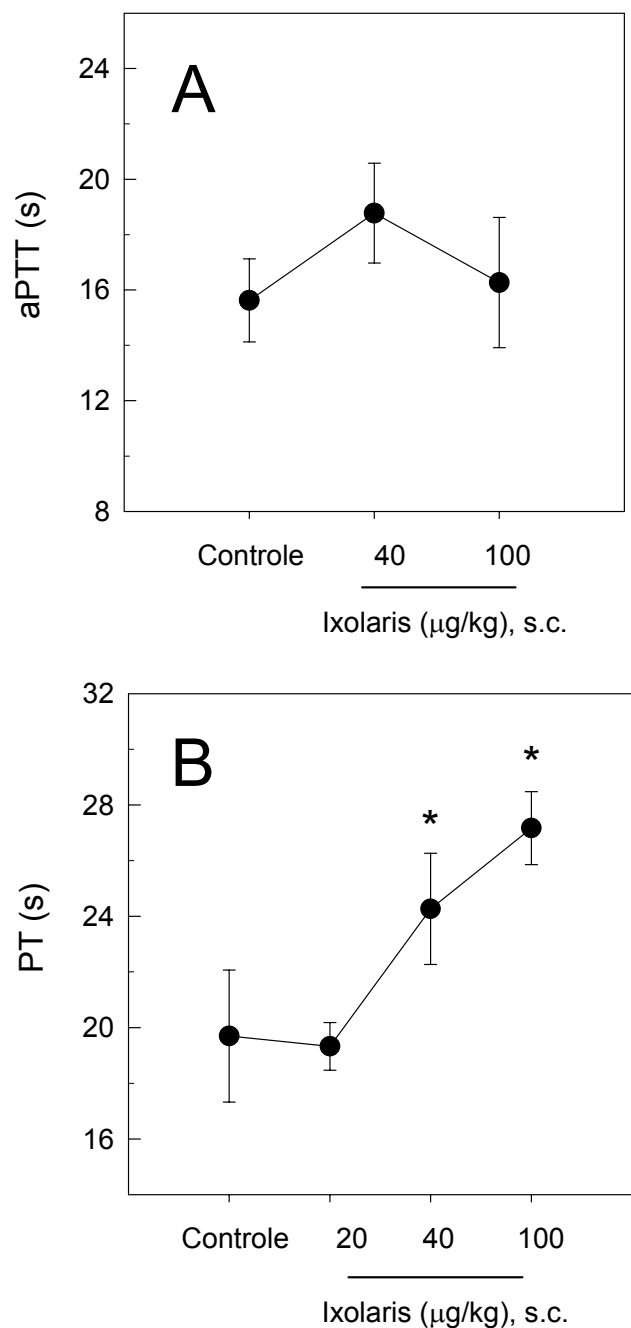 A
24
20
16
12
8
aPTT (s)
Controle 40 100
Ixolaris (μg/kg), s.c.
B
32
28
24
20
16
PT (s)
* *
Controle 20 40 100
Ixolaris (μg/kg), s.c.